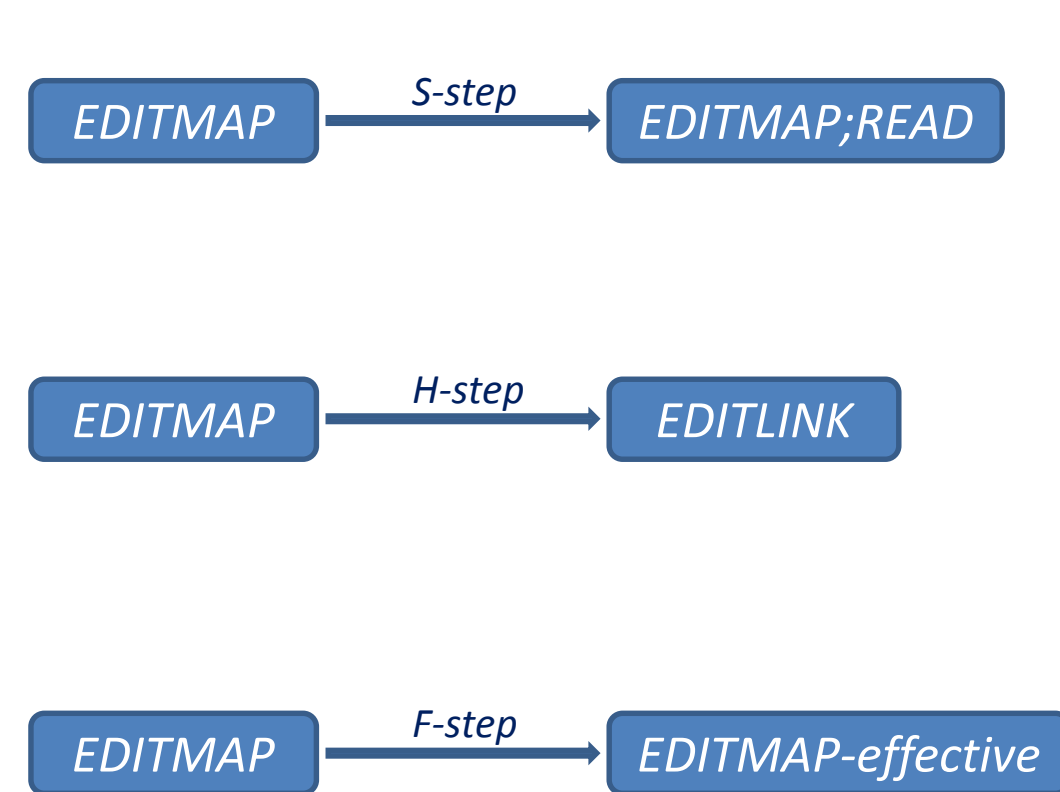 S-step
EDITMAP EDITMAP;READ
H-step
EDITMAP EDITLINK
F-step
EDITMAP EDITMAP-effective